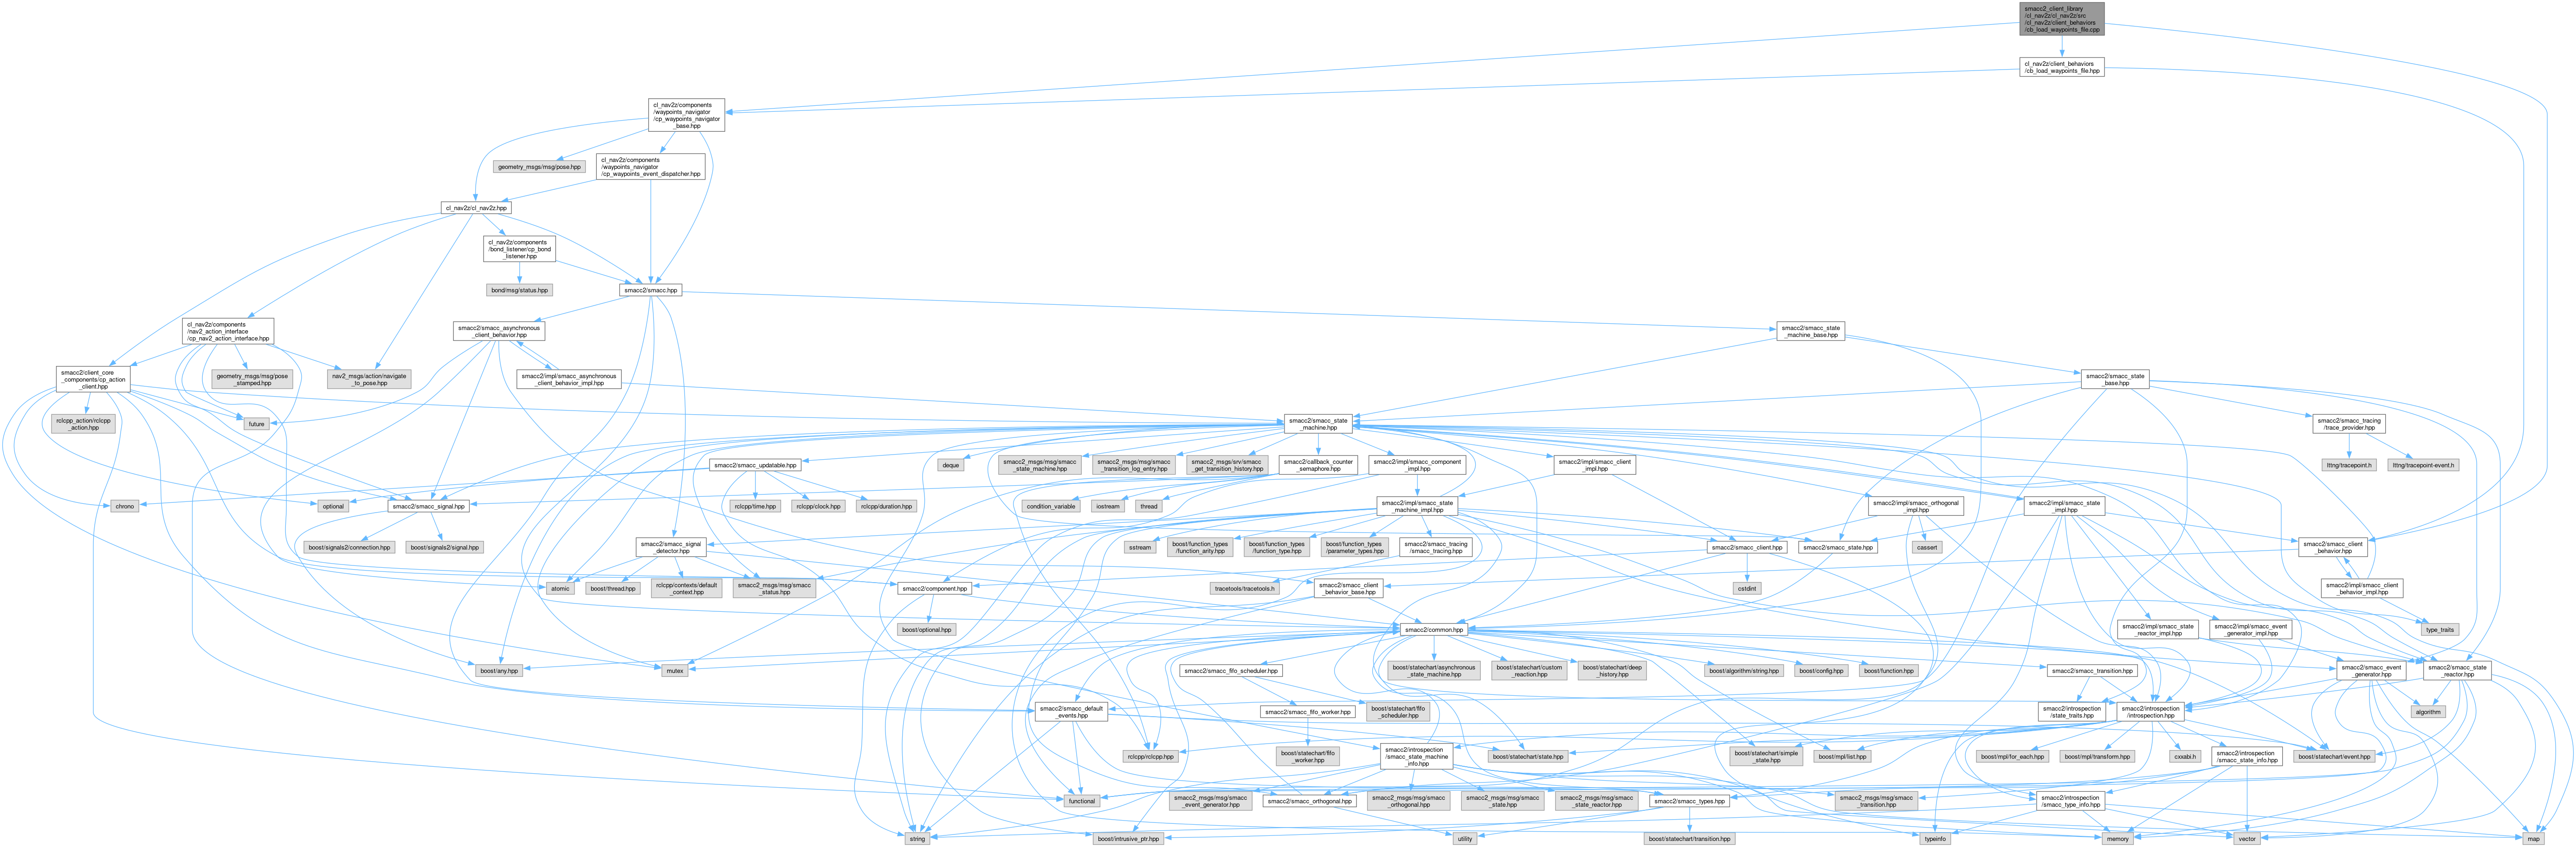 smacc2_client_library
/cl_nav2z/cl_nav2z/src
/cl_nav2z/client_behaviors
/cb_load_waypoints_file.cpp
cl_nav2z/client_behaviors
/cb_load_waypoints_file.hpp
cl_nav2z/components
/waypoints_navigator
/cp_waypoints_navigator
_base.hpp
geometry_msgs/msg/pose.hpp
cl_nav2z/components
/waypoints_navigator
/cp_waypoints_event_dispatcher.hpp
cl_nav2z/cl_nav2z.hpp
cl_nav2z/components
/bond_listener/cp_bond
_listener.hpp
bond/msg/status.hpp
smacc2/smacc.hpp
cl_nav2z/components
/nav2_action_interface
/cp_nav2_action_interface.hpp
smacc2/smacc_asynchronous
_client_behavior.hpp
smacc2/smacc_state
_machine_base.hpp
smacc2/client_core
_components/cp_action
_client.hpp
geometry_msgs/msg/pose
_stamped.hpp
nav2_msgs/action/navigate
_to_pose.hpp
smacc2/impl/smacc_asynchronous
_client_behavior_impl.hpp
smacc2/smacc_state
_base.hpp
rclcpp_action/rclcpp
_action.hpp
future
smacc2/smacc_state
_machine.hpp
smacc2/smacc_tracing
/trace_provider.hpp
smacc2/smacc_updatable.hpp
deque
smacc2_msgs/msg/smacc
_state_machine.hpp
smacc2_msgs/msg/smacc
_transition_log_entry.hpp
smacc2_msgs/srv/smacc
_get_transition_history.hpp
smacc2/callback_counter
_semaphore.hpp
smacc2/impl/smacc_component
_impl.hpp
smacc2/impl/smacc_client
_impl.hpp
lttng/tracepoint.h
lttng/tracepoint-event.h
chrono
optional
smacc2/smacc_signal.hpp
rclcpp/time.hpp
rclcpp/clock.hpp
rclcpp/duration.hpp
condition_variable
iostream
thread
smacc2/impl/smacc_state
_machine_impl.hpp
smacc2/impl/smacc_orthogonal
_impl.hpp
smacc2/impl/smacc_state
_impl.hpp
boost/signals2/connection.hpp
boost/signals2/signal.hpp
smacc2/smacc_signal
_detector.hpp
sstream
boost/function_types
/function_arity.hpp
boost/function_types
/function_type.hpp
boost/function_types
/parameter_types.hpp
smacc2/smacc_tracing
/smacc_tracing.hpp
smacc2/smacc_client.hpp
smacc2/smacc_state.hpp
cassert
smacc2/smacc_client
_behavior.hpp
atomic
boost/thread.hpp
rclcpp/contexts/default
_context.hpp
smacc2_msgs/msg/smacc
_status.hpp
smacc2/component.hpp
tracetools/tracetools.h
smacc2/smacc_client
_behavior_base.hpp
cstdint
smacc2/impl/smacc_client
_behavior_impl.hpp
boost/optional.hpp
smacc2/common.hpp
smacc2/impl/smacc_state
_reactor_impl.hpp
smacc2/impl/smacc_event
_generator_impl.hpp
type_traits
boost/any.hpp
mutex
smacc2/smacc_fifo_scheduler.hpp
boost/statechart/asynchronous
_state_machine.hpp
boost/statechart/custom
_reaction.hpp
boost/statechart/deep
_history.hpp
boost/algorithm/string.hpp
boost/config.hpp
boost/function.hpp
smacc2/smacc_transition.hpp
smacc2/smacc_event
_generator.hpp
smacc2/smacc_state
_reactor.hpp
smacc2/smacc_default
_events.hpp
smacc2/smacc_fifo_worker.hpp
boost/statechart/fifo
_scheduler.hpp
smacc2/introspection
/state_traits.hpp
smacc2/introspection
/introspection.hpp
algorithm
rclcpp/rclcpp.hpp
boost/statechart/fifo
_worker.hpp
smacc2/introspection
/smacc_state_machine
_info.hpp
boost/statechart/state.hpp
boost/statechart/simple
_state.hpp
boost/mpl/list.hpp
boost/mpl/for_each.hpp
boost/mpl/transform.hpp
cxxabi.h
smacc2/introspection
/smacc_state_info.hpp
boost/statechart/event.hpp
functional
smacc2_msgs/msg/smacc
_event_generator.hpp
smacc2/smacc_orthogonal.hpp
smacc2_msgs/msg/smacc
_orthogonal.hpp
smacc2_msgs/msg/smacc
_state.hpp
smacc2_msgs/msg/smacc
_state_reactor.hpp
smacc2/smacc_types.hpp
smacc2_msgs/msg/smacc
_transition.hpp
smacc2/introspection
/smacc_type_info.hpp
string
boost/intrusive_ptr.hpp
utility
boost/statechart/transition.hpp
typeinfo
memory
vector
map